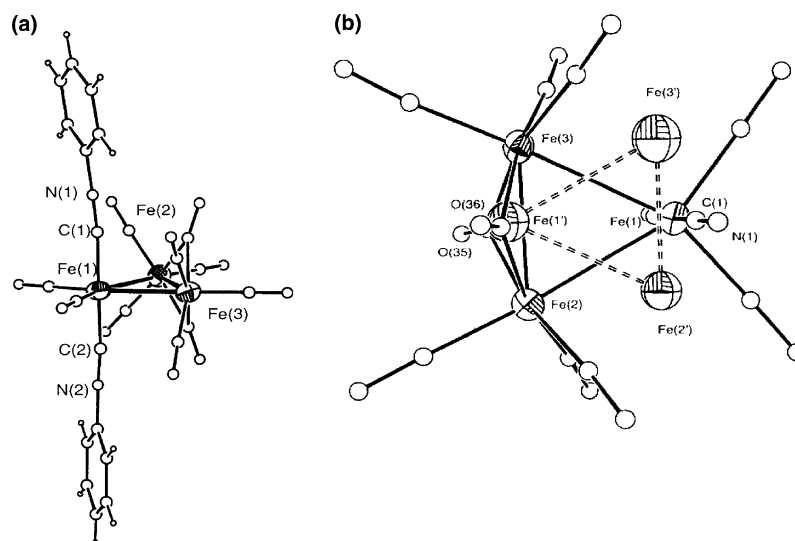 (a)
N(1)
C(1)
Fe(2)
Fe(1)
Fe(3)
C(2)
N(2)
(b)
Fe(3')
Fe(3)
O(36)
Fe(1')
Fe(1)
C(1)
N(1)
O(35)
Fe(2)
Fe(2')